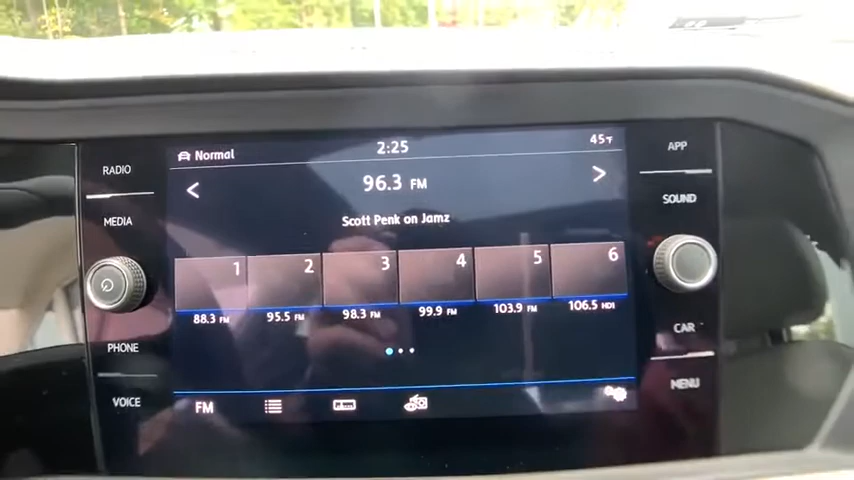 RADIO
MEDIA
PHONE
VOICE
Normal
2:25
45°F
< 96.3 FM >
Scott Penk on Jamz
1 2 3 4 5 6
88.3 FM 95.5 FM 98.3 FM 99.9 FM 103.9 FM 106.5 HD1
FM
APP
SOUND
CAR
MENU